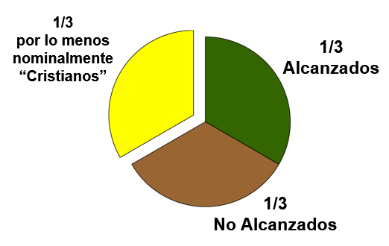 1/3
por lo menos
nominalmente
“Cristianos”
1/3
Alcanzados
1/3
No Alcanzados